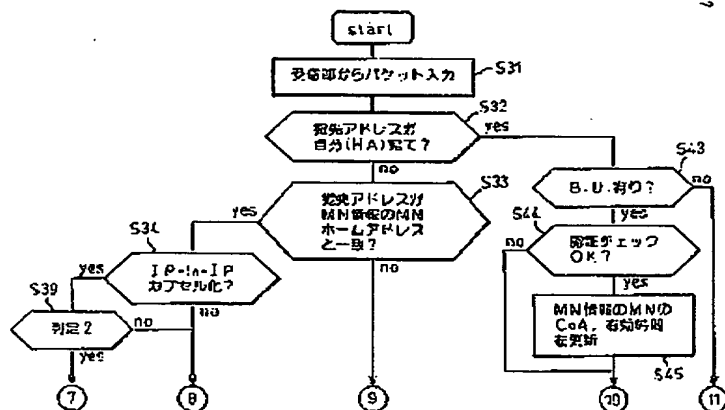 start
受信部からパケット入力
S31
S32
宛先アドレスが
自分(HA)宛て?
yes
no
S33
宛先アドレスが
MN情報のMN
ホームアドレス
と一致?
yes
no
S34
IP-in-IP
カプセル化?
yes
no
S39
判定2
no
yes
S43
B.U.有り?
no
yes
S44
認証チェック
OK?
no
yes
MN情報のMNの
CoA,有効時間
を更新
S45
7
8
9
10
11